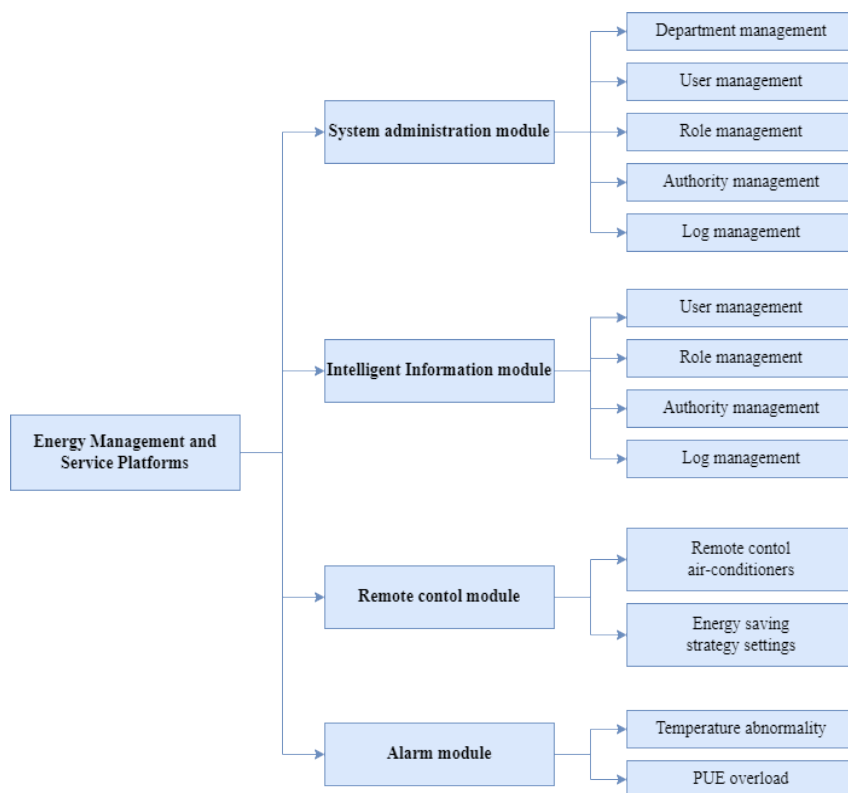 Department management
User management
System administration module
Role management
Authority management
Log management
User management
Intelligent Information module
Role management
Authority management
Log management
Energy Management and
Service Platforms
Remote contol
air-conditioners
Remote contol module
Energy saving
strategy settings
Temperature abnormality
Alarm module
PUE overload